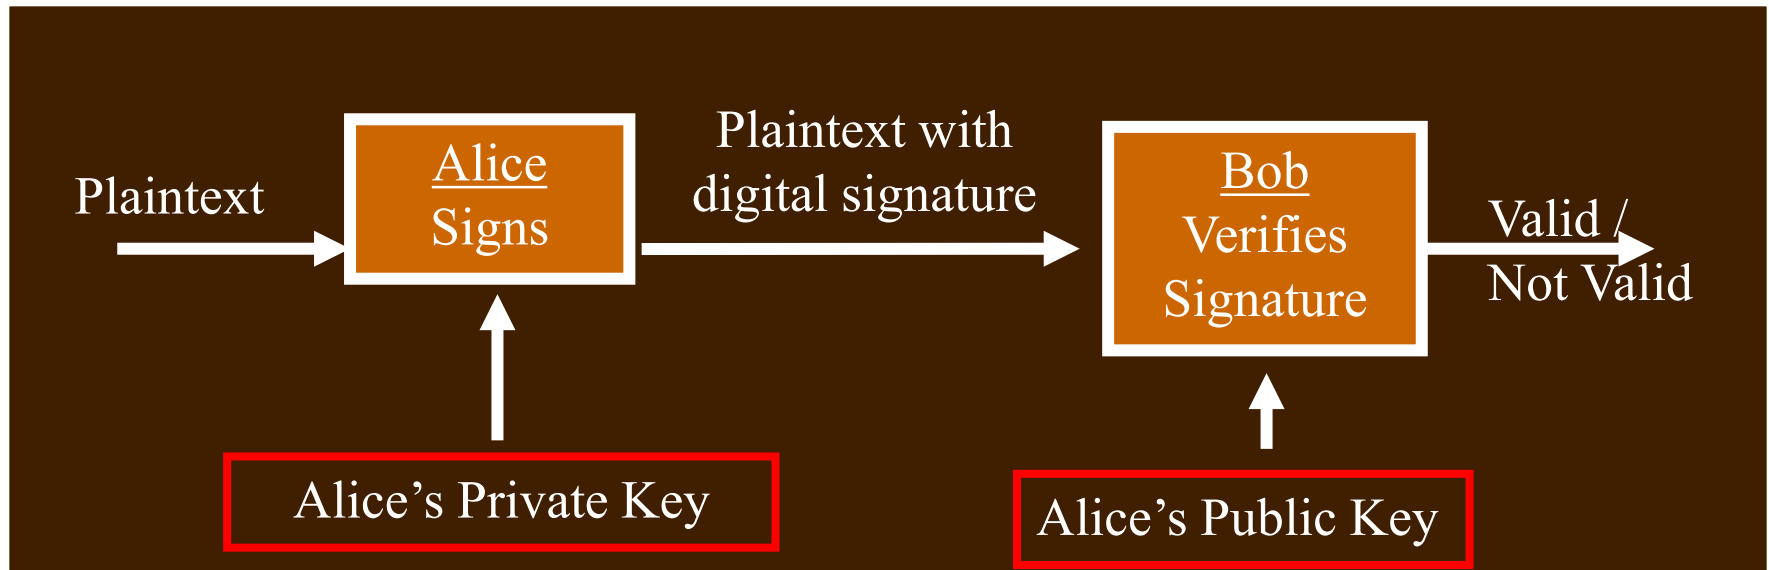 Plaintext
Alice
Signs
Plaintext with
digital signature
Bob
Verifies
Signature
Valid /
Not Valid
Alice’s Private Key
Alice’s Public Key